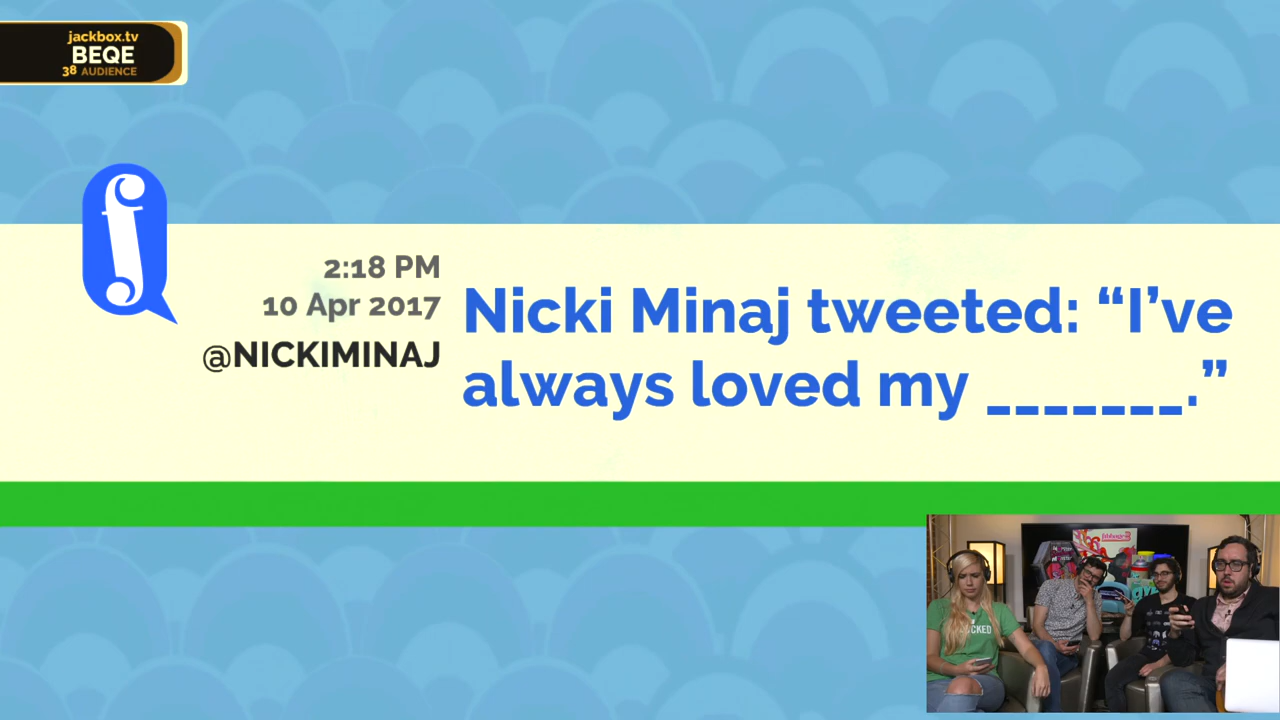 jackbox.tv
BEQE
38 AUDIENCE
2:18 PM
10 Apr 2017
@NICKIMINAJ
Nicki Minaj tweeted: “I’ve
always loved my _______.”